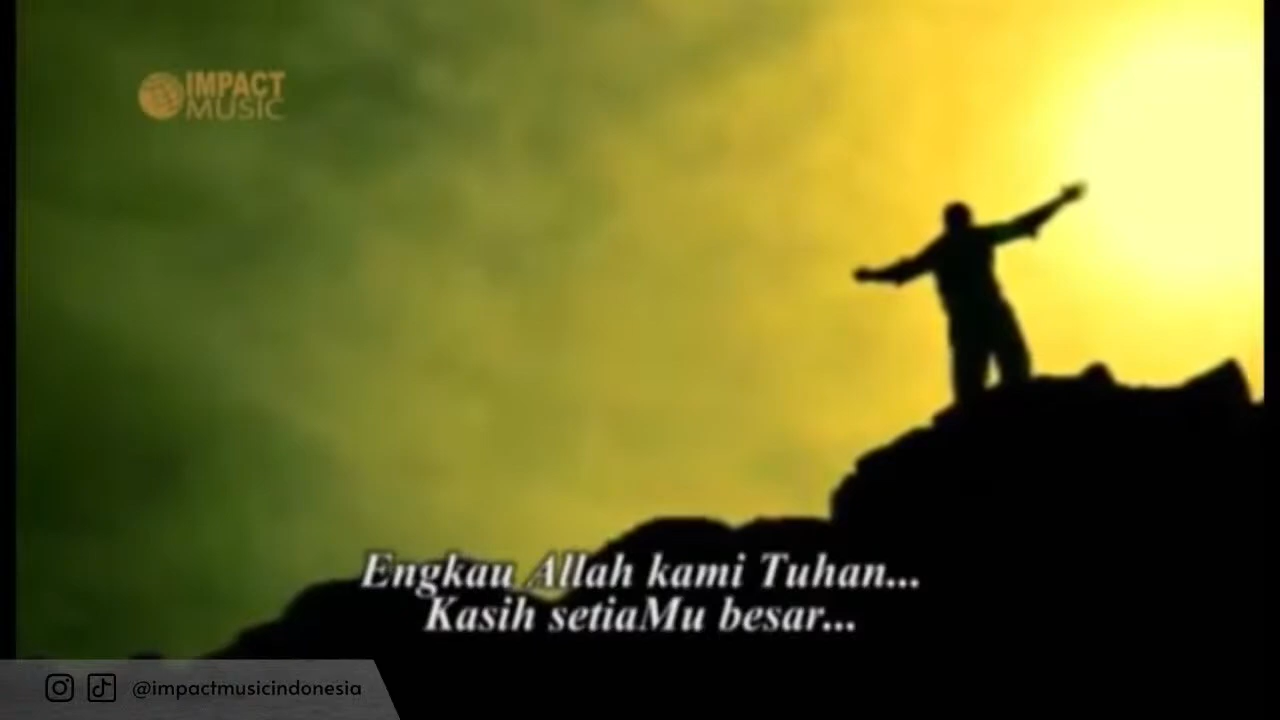 IMPACT
MUSIC
Engkau Allah kami Tuhan...
Kasih setiaMu besar...
@impactmusicindonesia